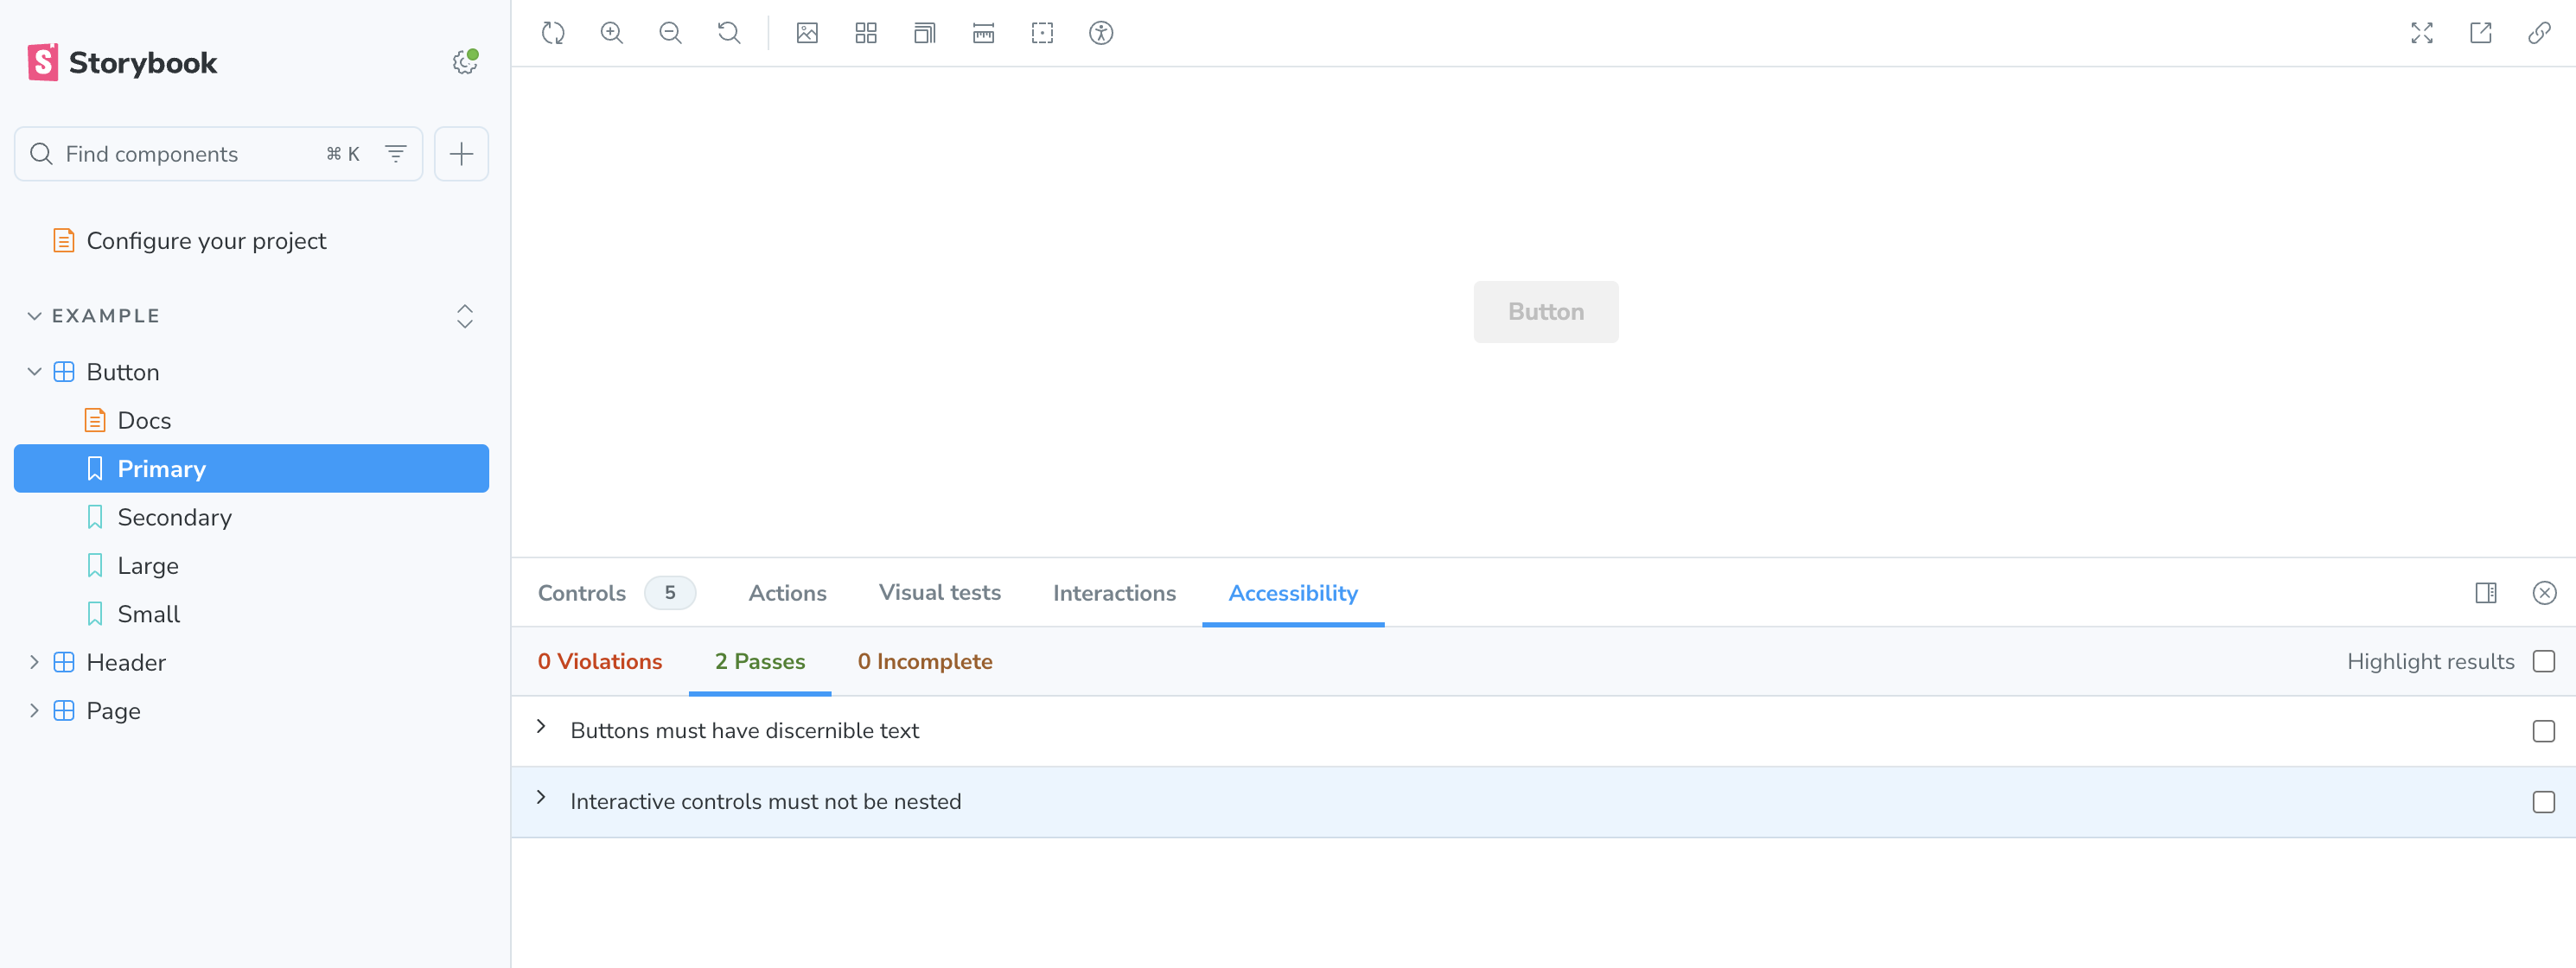 Storybook
Find components ⌘ K
Configure your project
EXAMPLE
Button
Docs
Primary
Secondary
Large
Small
Header
Page
Button
Controls 5 Actions Visual tests Interactions Accessibility
0 Violations 2 Passes 0 Incomplete Highlight results
Buttons must have discernible text
Interactive controls must not be nested